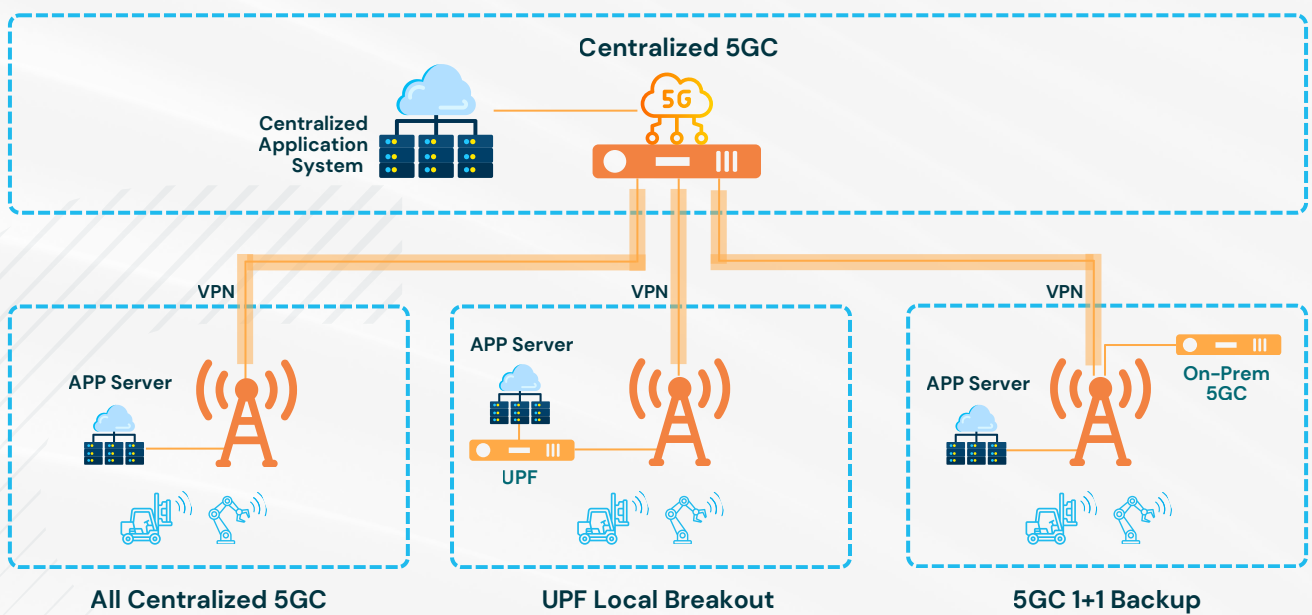 Centralized 5GC
5G
Centralized
Application
System
VPN
VPN
VPN
APP Server
APP Server
UPF
APP Server
On-Prem
5GC
All Centralized 5GC
UPF Local Breakout
5GC 1+1 Backup